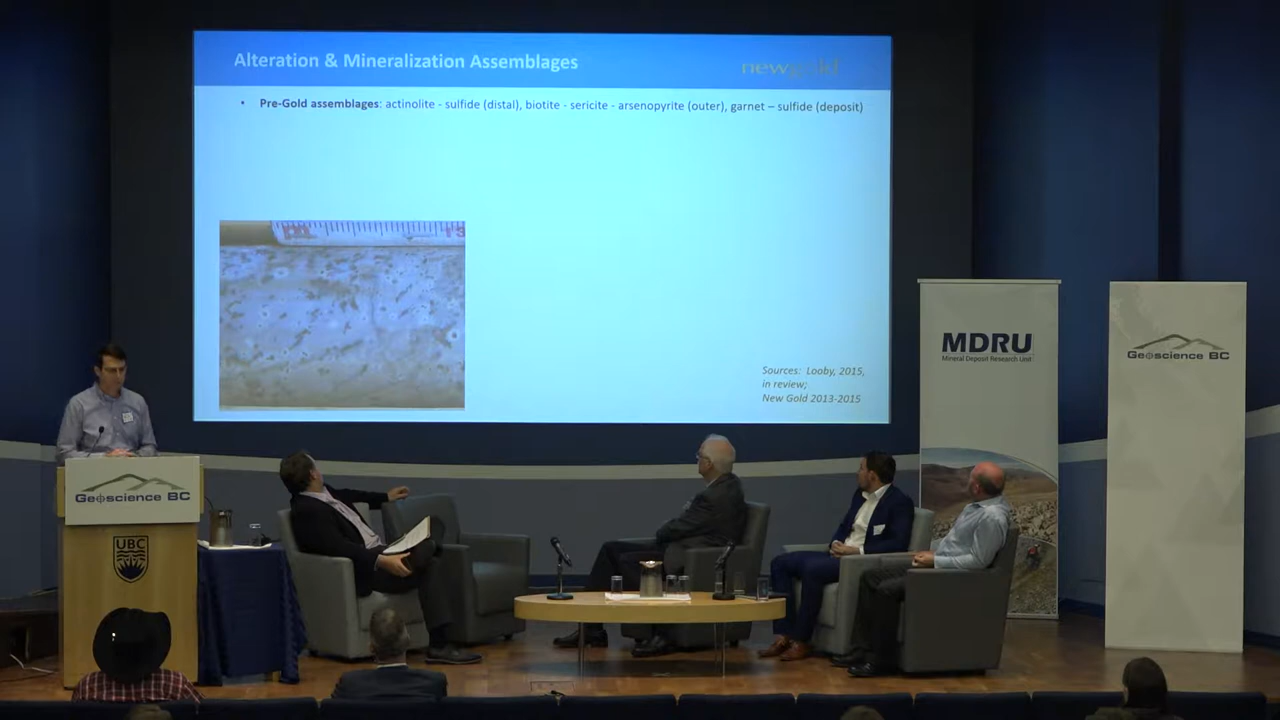 Alteration & Mineralization Assemblages
newgold
• Pre-Gold assemblages: actinolite - sulfide (distal), biotite - sericite - arsenopyrite (outer), garnet – sulfide (deposit)
Sources: Looby, 2015,
in review;
New Gold 2013-2015
MDRU
Mineral Deposit Research Unit
Geoscience BC
Geoscience BC
UBC